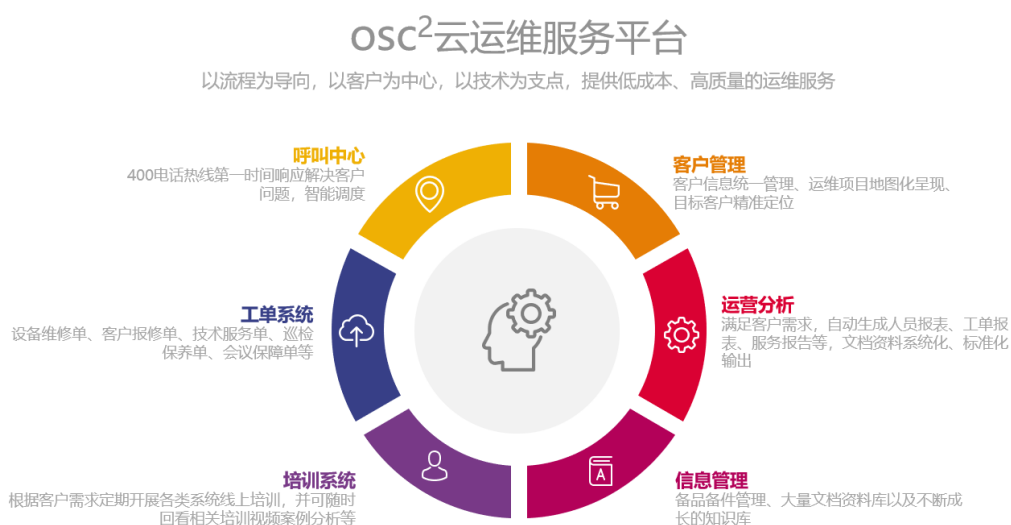 osc²云运维服务平台
以流程为导向，以客户为中心，以技术为支点，提供低成本、高质量的运维服务
呼叫中心
400电话热线第一时间响应解决客户
问题，智能调度
客户管理
客户信息统一管理、运维项目地图化呈现、
目标客户精准定位
工单系统
设备维修单、客户报修单、技术服务单、巡检
保养单、会议保障单等
运营分析
满足客户需求，自动生成人员报表、工单报
表、服务报告等，文档资料系统化、标准化
输出
培训系统
根据客户需求定期开展各类系统线上培训，并可随时
回看相关培训视频案例分析等
A
信息管理
备品备件管理、大量文档资料库以及不断成
长的知识库